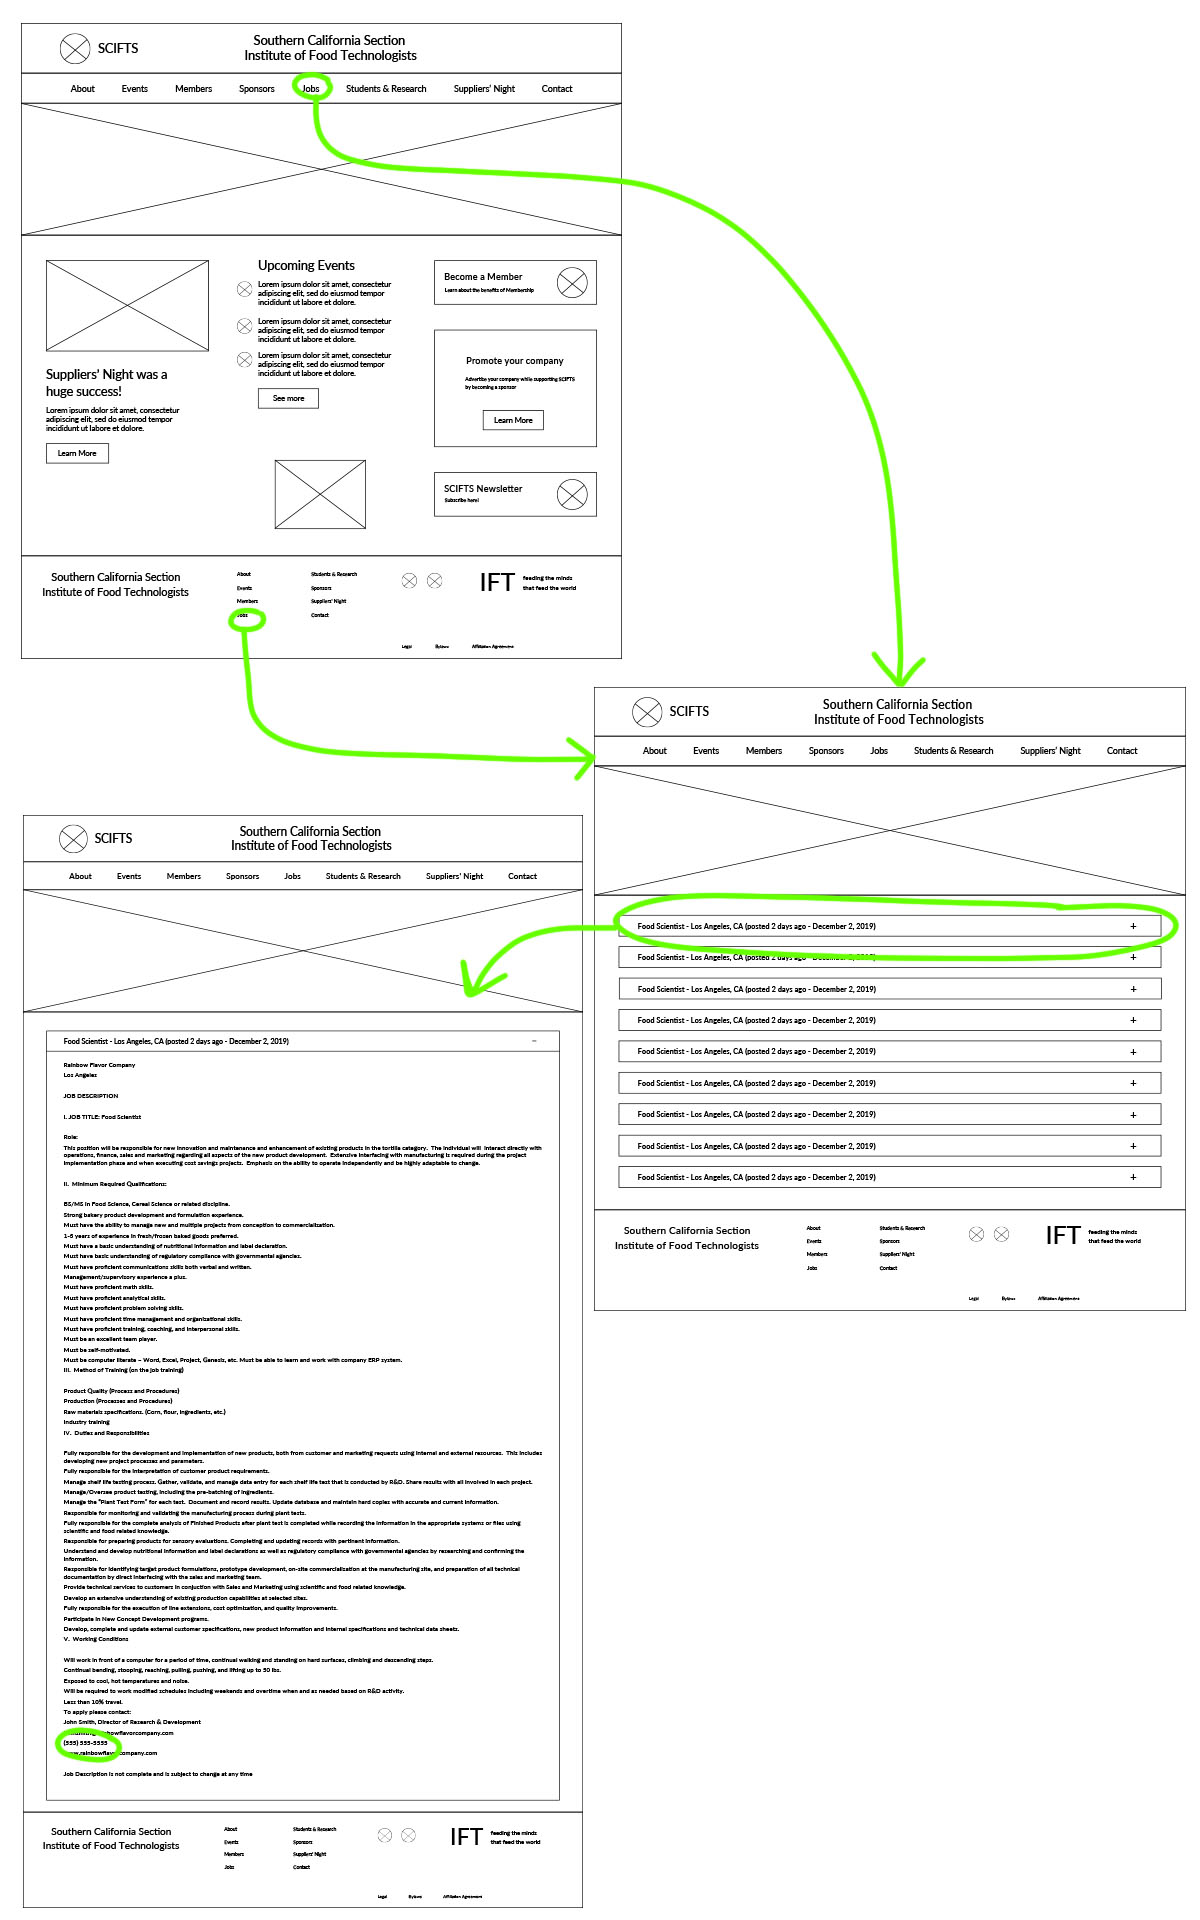 SCIFTS
Southern California Section
Institute of Food Technologists
About Events Members Sponsors Jobs Students & Research Suppliers' Night Contact
Suppliers' Night was a
huge success!
Lorem ipsum dolor sit amet, consectetur
adipiscing elit, sed do eiusmod tempor
incididunt ut labore et dolore.
Learn More
Upcoming Events
Lorem ipsum dolor sit amet, consectetur
adipiscing elit, sed do eiusmod tempor
incididunt ut labore et dolore.
Lorem ipsum dolor sit amet, consectetur
adipiscing elit, sed do eiusmod tempor
incididunt ut labore et dolore.
Lorem ipsum dolor sit amet, consectetur
adipiscing elit, sed do eiusmod tempor
incididunt ut labore et dolore.
See more
Become a Member
Learn about the benefits of Membership
Promote your company
Advertise your company while supporting SCIFTS
by becoming a sponsor
Learn More
SCIFTS Newsletter
Subscribe here!
Southern California Section
Institute of Food Technologists
About
Events
Members
Jobs
Students & Research
Sponsors
Suppliers' Night
Contact
IFT
feeding the minds
that feed the world
Legal Bylaws Affiliation Agreement
SCIFTS
Southern California Section
Institute of Food Technologists
About Events Members Sponsors Jobs Students & Research Suppliers' Night Contact
Food Scientist - Los Angeles, CA (posted 2 days ago - December 2, 2019) +
Food Scientist - Los Angeles, CA (posted 2 days ago - December 2, 2019) +
Food Scientist - Los Angeles, CA (posted 2 days ago - December 2, 2019) +
Food Scientist - Los Angeles, CA (posted 2 days ago - December 2, 2019) +
Food Scientist - Los Angeles, CA (posted 2 days ago - December 2, 2019) +
Food Scientist - Los Angeles, CA (posted 2 days ago - December 2, 2019) +
Food Scientist - Los Angeles, CA (posted 2 days ago - December 2, 2019) +
Food Scientist - Los Angeles, CA (posted 2 days ago - December 2, 2019) +
Food Scientist - Los Angeles, CA (posted 2 days ago - December 2, 2019) +
Southern California Section
Institute of Food Technologists
About
Events
Members
Jobs
Students & Research
Sponsors
Suppliers' Night
Contact
IFT
feeding the minds
that feed the world
Legal Bylaws Affiliation Agreement
SCIFTS
Southern California Section
Institute of Food Technologists
About Events Members Sponsors Jobs Students & Research Suppliers' Night Contact
Food Scientist - Los Angeles, CA (posted 2 days ago - December 2, 2019) –
Rainbow Flavor Company
Los Angeles
JOB DESCRIPTION
I. JOB TITLE: Food Scientist
Role:
This position will be responsible for new innovation and maintenance and enhancement of existing products in the tortilla category. The individual will interact directly with
operations, finance, sales and marketing regarding all aspects of the new product development. Extensive interfacing with manufacturing is required during the project
implementation phase and when executing cost savings projects. Emphasis on the ability to operate independently and be highly adaptable to change.
II. Minimum Required Qualifications:
BS/MS in Food Science, Cereal Science or related discipline.
Strong bakery product development and formulation experience.
Must have the ability to manage new and multiple projects from conception to commercialization.
1-6 years of experience in fresh/frozen baked goods preferred.
Must have a basic understanding of nutritional information and label declaration.
Must have basic understanding of regulatory compliance with governmental agencies.
Must have proficient communications skills both verbal and written.
Management/supervisory experience a plus.
Must have proficient math skills.
Must have proficient analytical skills.
Must have proficient problem solving skills.
Must have proficient time management and organizational skills.
Must have proficient training, coaching, and interpersonal skills.
Must be an excellent team player.
Must be self-motivated.
Must be computer literate – Word, Excel, Project, Genesis, etc. Must be able to learn and work with company ERP system.
III. Method of Training (on the job training)
Product Quality (Process and Procedures)
Production (Processes and Procedures)
Raw materials specifications. (Corn, flour, ingredients, etc.)
Industry training
IV. Duties and Responsibilities
Fully responsible for the development and implementation of new products, both from customer and marketing requests using internal and external resources. This includes
developing new project processes and parameters.
Fully responsible for the interpretation of customer product requirements.
Manage shelf life testing process. Gather, validate, and manage data entry for each shelf life test that is conducted by R&D. Share results with all involved in each project.
Manage/Oversee product testing, including the pre-batching of ingredients.
Manage the "Plant Test Form" for each test. Document and record results. Update database and maintain hard copies with accurate and current information.
Responsible for monitoring and validating the manufacturing process during plant tests.
Fully responsible for the complete analysis of Finished Products after plant test is completed while recording the information in the appropriate systems or files using
scientific and food related knowledge.
Responsible for preparing products for sensory evaluations. Completing and updating records with pertinent information.
Understand and develop nutritional information and label declarations as well as regulatory compliance with governmental agencies by researching and confirming the
information.
Responsible for identifying target product formulations, prototype development, on-site commercialization at the manufacturing site, and preparation of all technical
documentation by direct interfacing with the sales and marketing team.
Provide technical services to customers in conjuction with Sales and Marketing using scientific and food related knowledge.
Develop an extensive understanding of existing production capabilities at selected sites.
Fully responsible for the execution of line extensions, cost optimization, and quality improvements.
Participate in New Concept Development programs.
Develop, complete and update external customer specifications, new product information and internal specifications and technical data sheets.
V. Working Conditions
Will work in front of a computer for a period of time, continual walking and standing on hard surfaces, climbing and descending steps.
Continual bending, stooping, reaching, pulling, pushing, and lifting up to 50 lbs.
Exposed to cool, hot temperatures and noise.
Will be required to work modified schedules including weekends and overtime when and as needed based on R&D activity.
Less than 10% travel.
To apply please contact:
John Smith, Director of Research & Development
(555) 555-5555
www.rainbowflavorcompany.com
Job Description is not complete and is subject to change at any time
Southern California Section
Institute of Food Technologists
About
Events
Members
Jobs
Students & Research
Sponsors
Suppliers' Night
Contact
IFT
feeding the minds
that feed the world
Legal Bylaws Affiliation Agreement